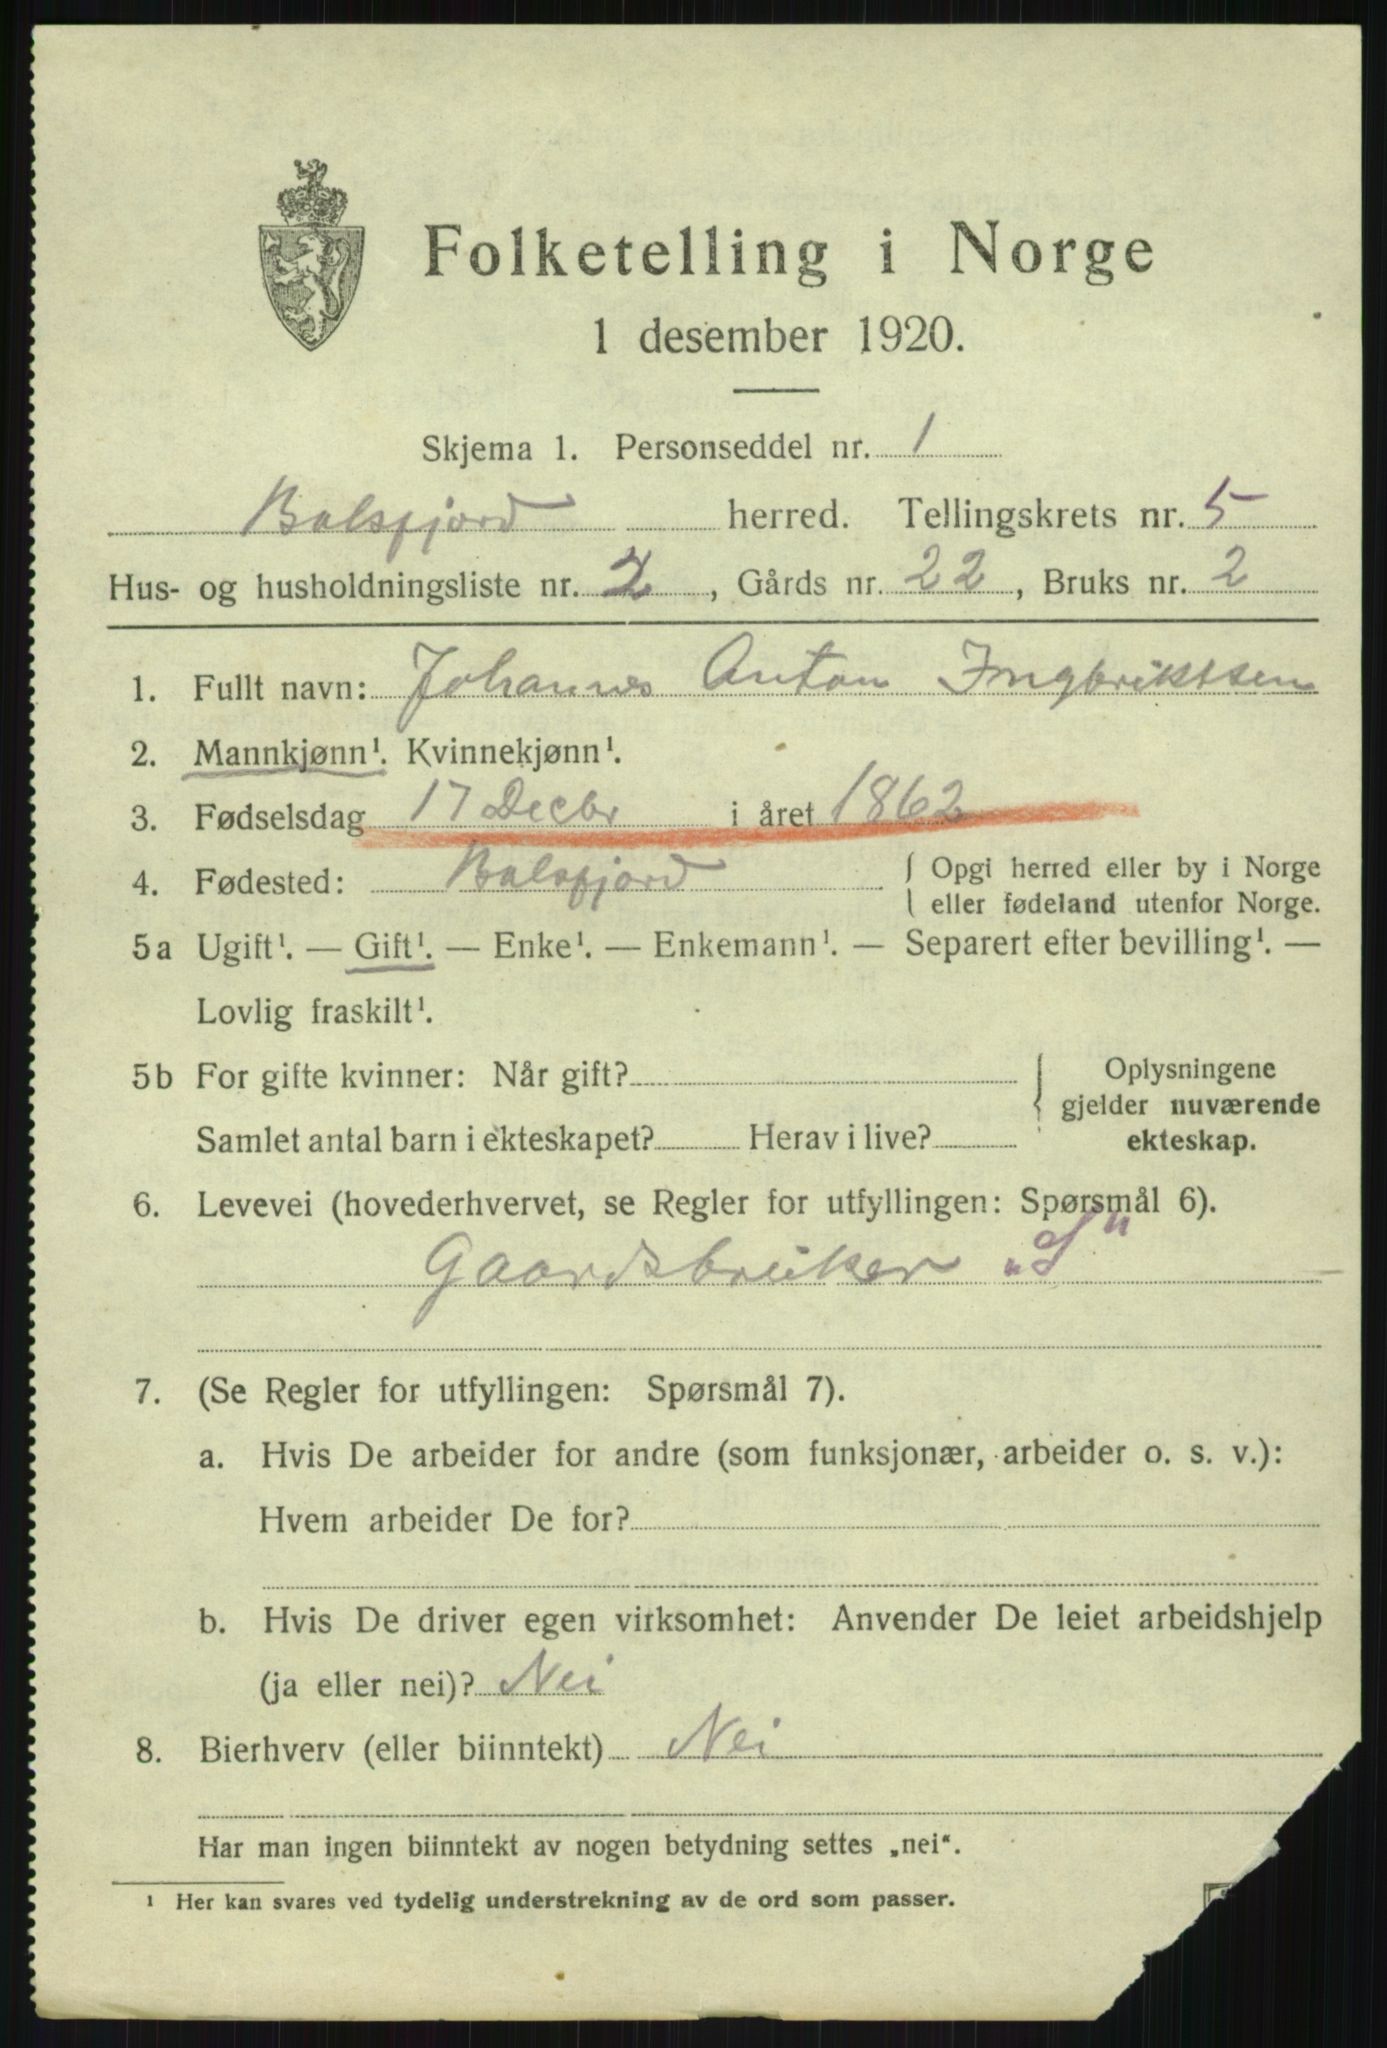 Folketelling i Norge
1 desember 1920.
Skjema 1. Personseddel nr. 1
Balsfjord herred. Tellingskrets nr. 5
Hus- og husholdningsliste nr. 2, Gårds nr. 22, Bruks nr. 2
1. Fullt navn: Johannes Anton Ingbriktsen
2. Mannkjønn¹. Kvinnekjønn¹.
3. Fødselsdag 17 Decbr i året 1862
4. Fødested: Balsfjord { Opgi herred eller by i Norge
eller fødeland utenfor Norge.
5a Ugift¹. — Gift¹. — Enke¹. — Enkemann¹. — Separert efter bevilling¹. —
Lovlig fraskilt¹.
5b For gifte kvinner: Når gift? { Oplysningene
gjelder nuværende
Samlet antal barn i ekteskapet? Herav i live? ekteskap.
6. Levevei (hovederhvervet, se Regler for utfyllingen: Spørsmål 6).
Gaardsbruker „S"
7. (Se Regler for utfyllingen: Spørsmål 7).
a. Hvis De arbeider for andre (som funksjonær, arbeider o. s. v.):
Hvem arbeider De for?
b. Hvis De driver egen virksomhet: Anvender De leiet arbeidshjelp
(ja eller nei)? Nei
8. Bierhverv (eller biinntekt) Nei
Har man ingen biinntekt av nogen betydning settes „nei“.
¹ Her kan svares ved tydelig understrekning av de ord som passer.